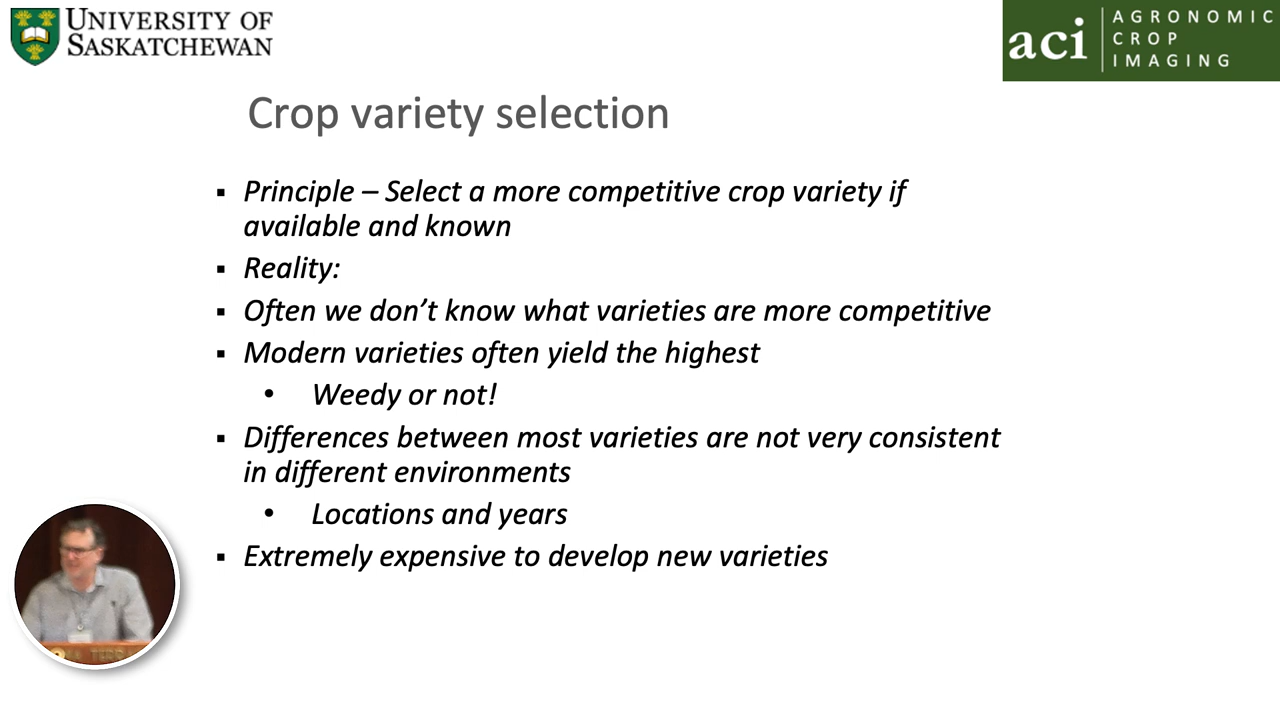 UNIVERSITY OF
SASKATCHEWAN
aci
AGRONOMIC
CROP
IMAGING
Crop variety selection
▪ Principle – Select a more competitive crop variety if
available and known
▪ Reality:
▪ Often we don’t know what varieties are more competitive
▪ Modern varieties often yield the highest
• Weedy or not!
▪ Differences between most varieties are not very consistent
in different environments
• Locations and years
▪ Extremely expensive to develop new varieties